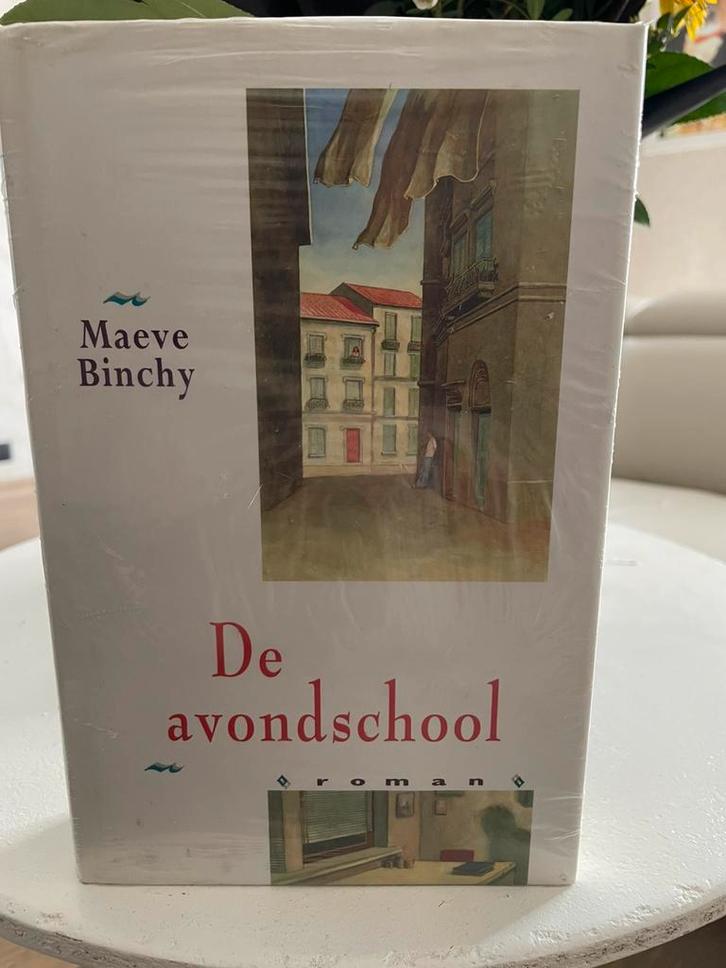 Maeve
Binchy
De
avondschool
roman